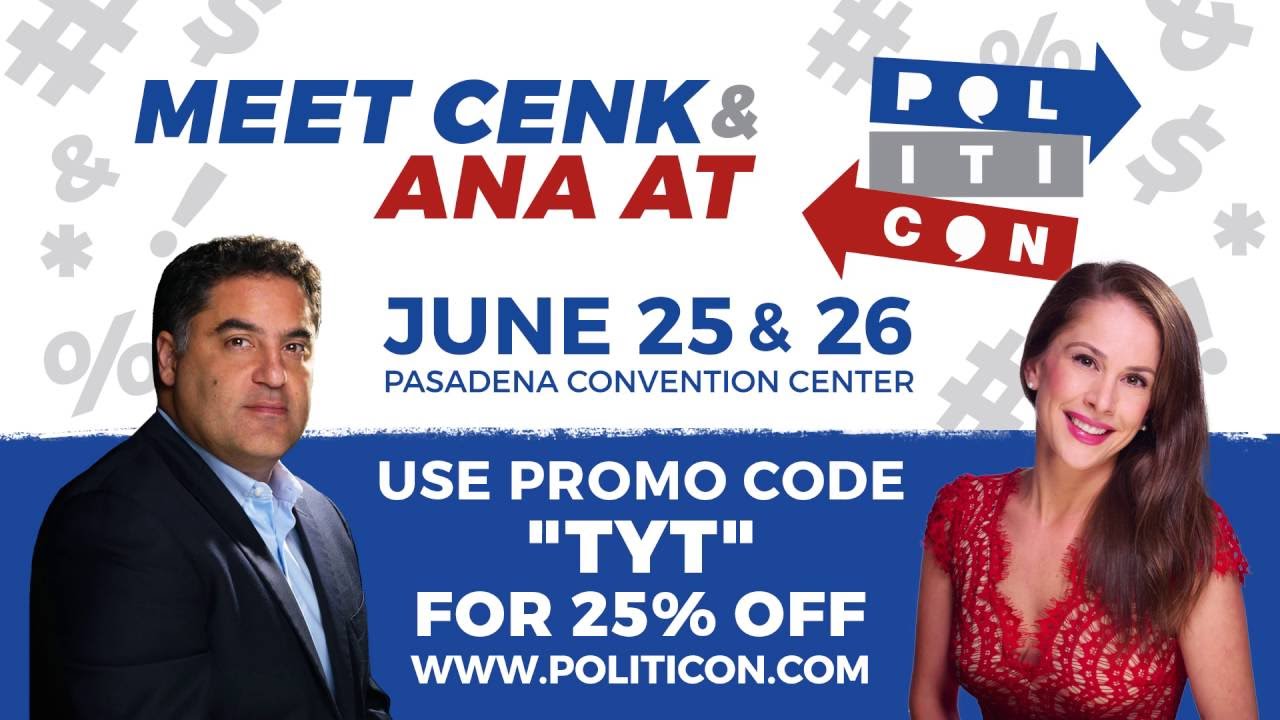 MEET CENK &
ANA AT
POL
ITI
CON
JUNE 25 & 26
PASADENA CONVENTION CENTER
USE PROMO CODE
"TYT"
FOR 25% OFF
WWW.POLITICON.COM